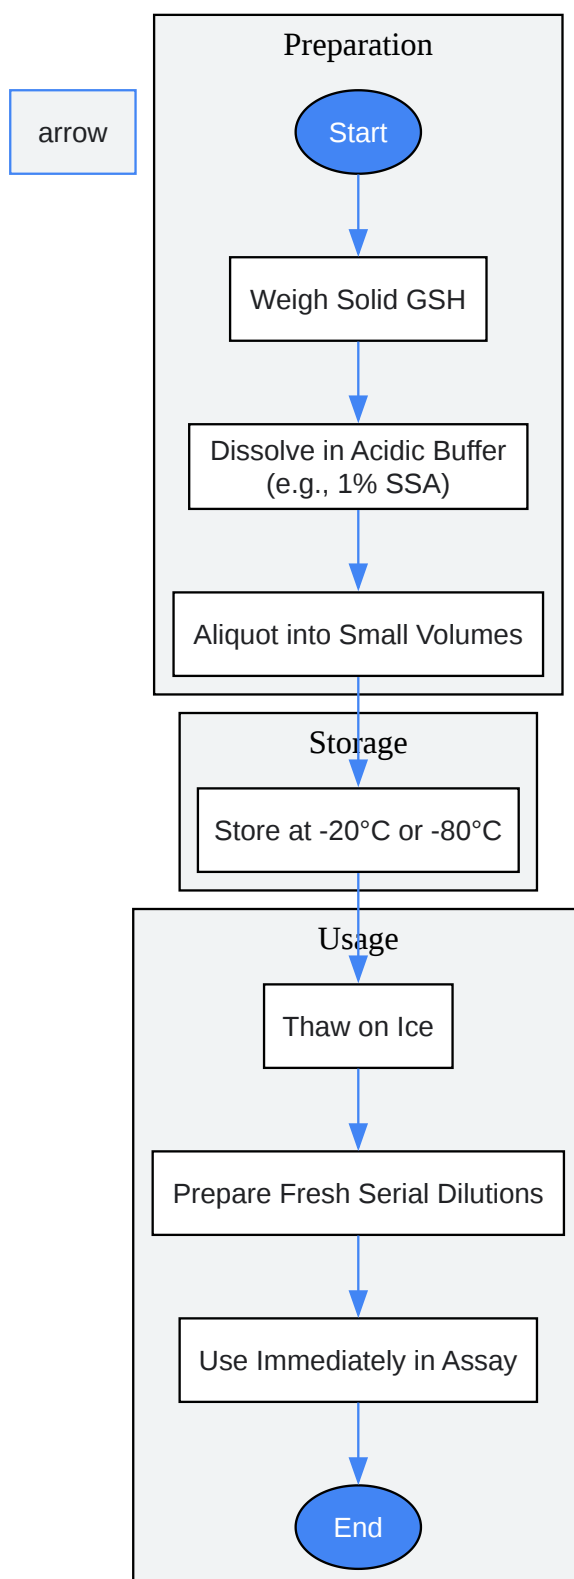 Preparation
arrow
Start
Weigh Solid GSH
Dissolve in Acidic Buffer
(e.g., 1% SSA)
Aliquot into Small Volumes
Storage
Store at -20°C or -80°C
Usage
Thaw on Ice
Prepare Fresh Serial Dilutions
Use Immediately in Assay
End